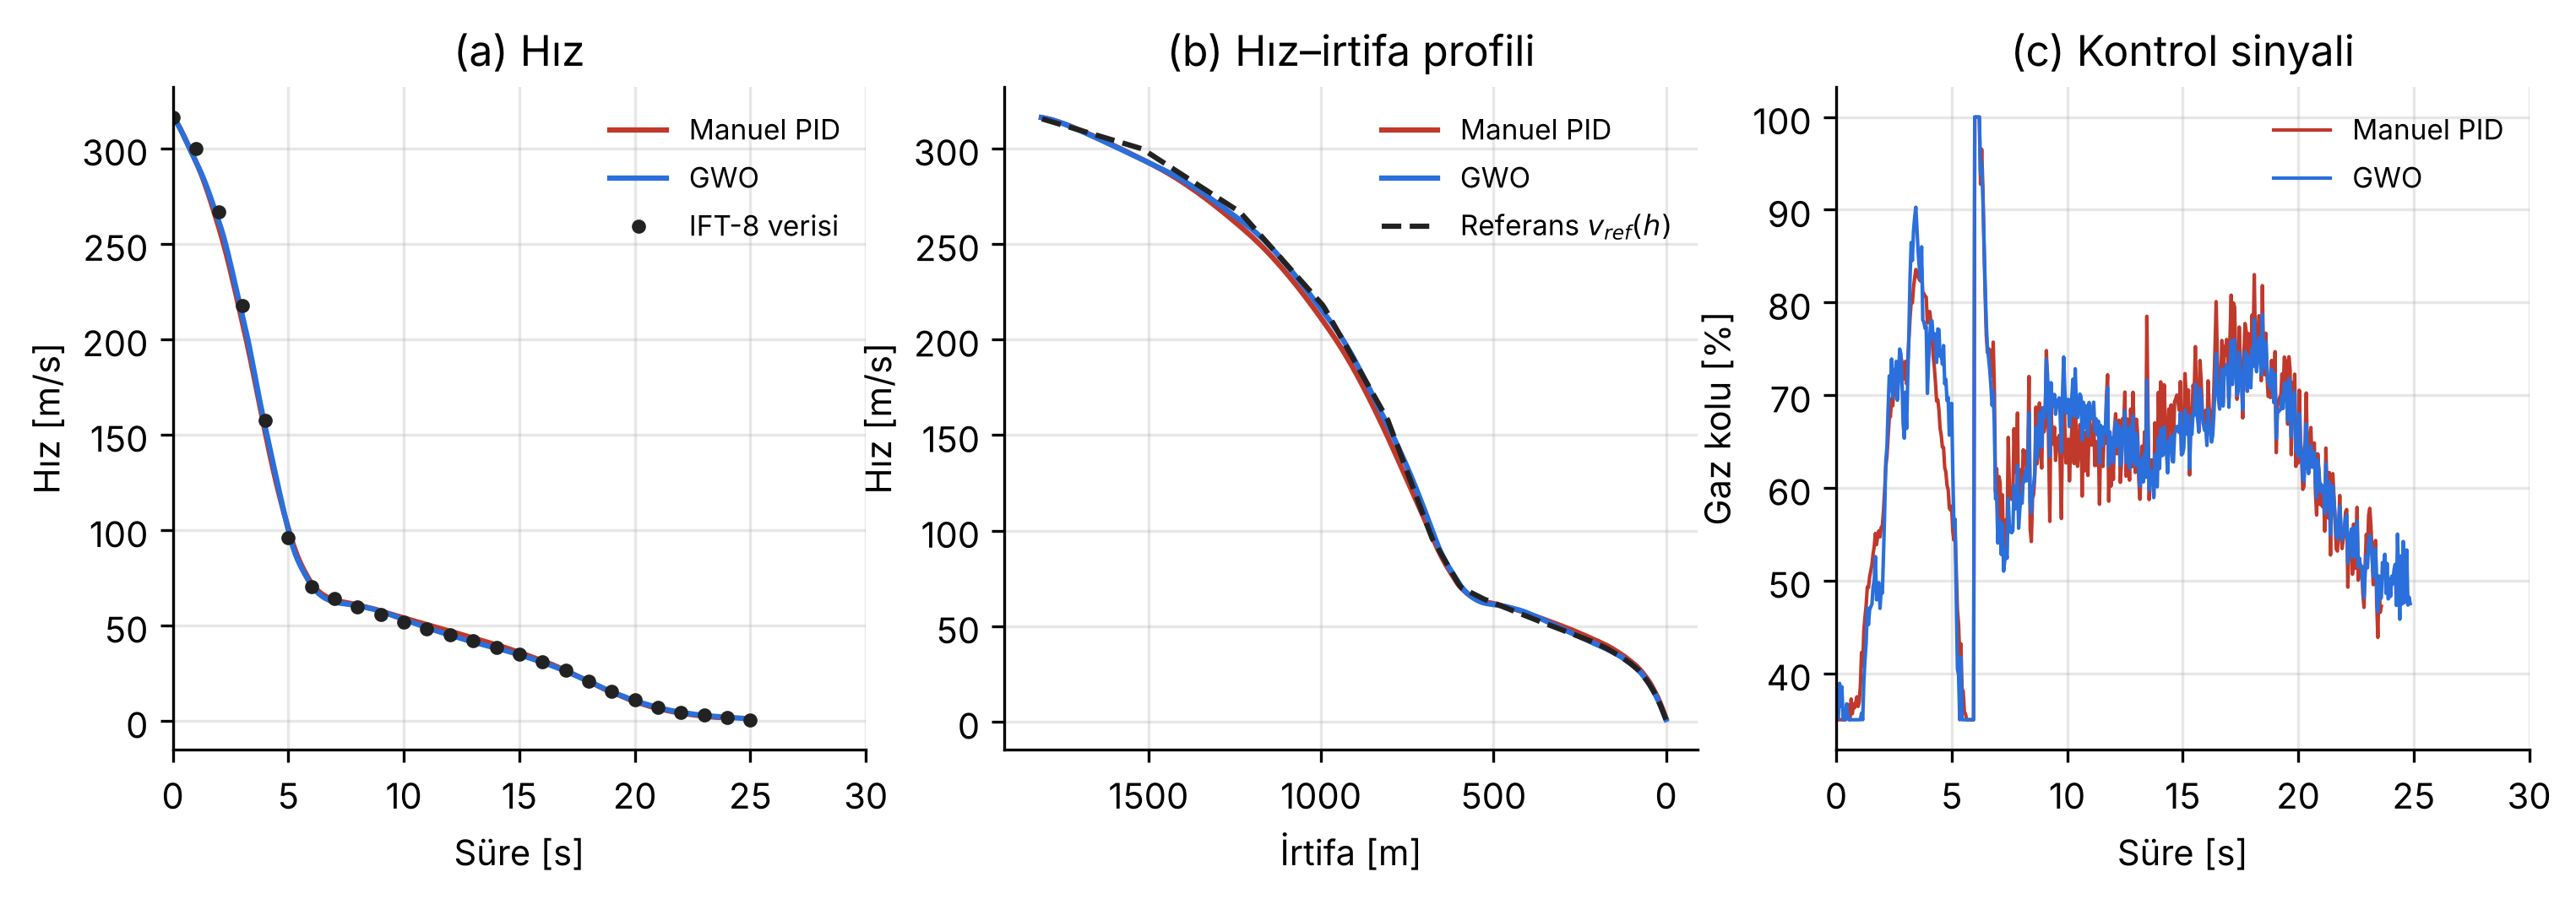 (a) Hız
Hız [m/s]
300
250
200
150
100
50
0
0 5 10 15 20 25 30
Süre [s]
Manuel PID
GWO
IFT-8 verisi
(b) Hız–irtifa profili
Hız [m/s]
300
250
200
150
100
50
0
1500 1000 500 0
İrtifa [m]
Manuel PID
GWO
Referans v_ref(h)
(c) Kontrol sinyali
Gaz kolu [%]
100
90
80
70
60
50
40
0 5 10 15 20 25 30
Süre [s]
Manuel PID
GWO